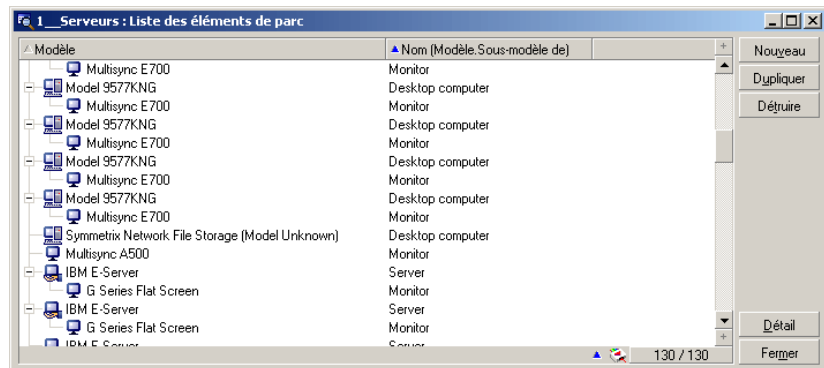 1__Serveurs : Liste des éléments de parc
Modèle Nom (Modèle.Sous-modèle de)
Multisync E700 Monitor
Model 9577KNG Desktop computer
Multisync E700 Monitor
Model 9577KNG Desktop computer
Multisync E700 Monitor
Model 9577KNG Desktop computer
Multisync E700 Monitor
Model 9577KNG Desktop computer
Multisync E700 Monitor
Symmetrix Network File Storage (Model Unknown) Desktop computer
Multisync A500 Monitor
IBM E-Server Server
G Series Flat Screen Monitor
IBM E-Server Server
G Series Flat Screen Monitor
IBM E-Server Server
130 / 130
Nouveau
Dupliquer
Détruire
Détail
Fermer